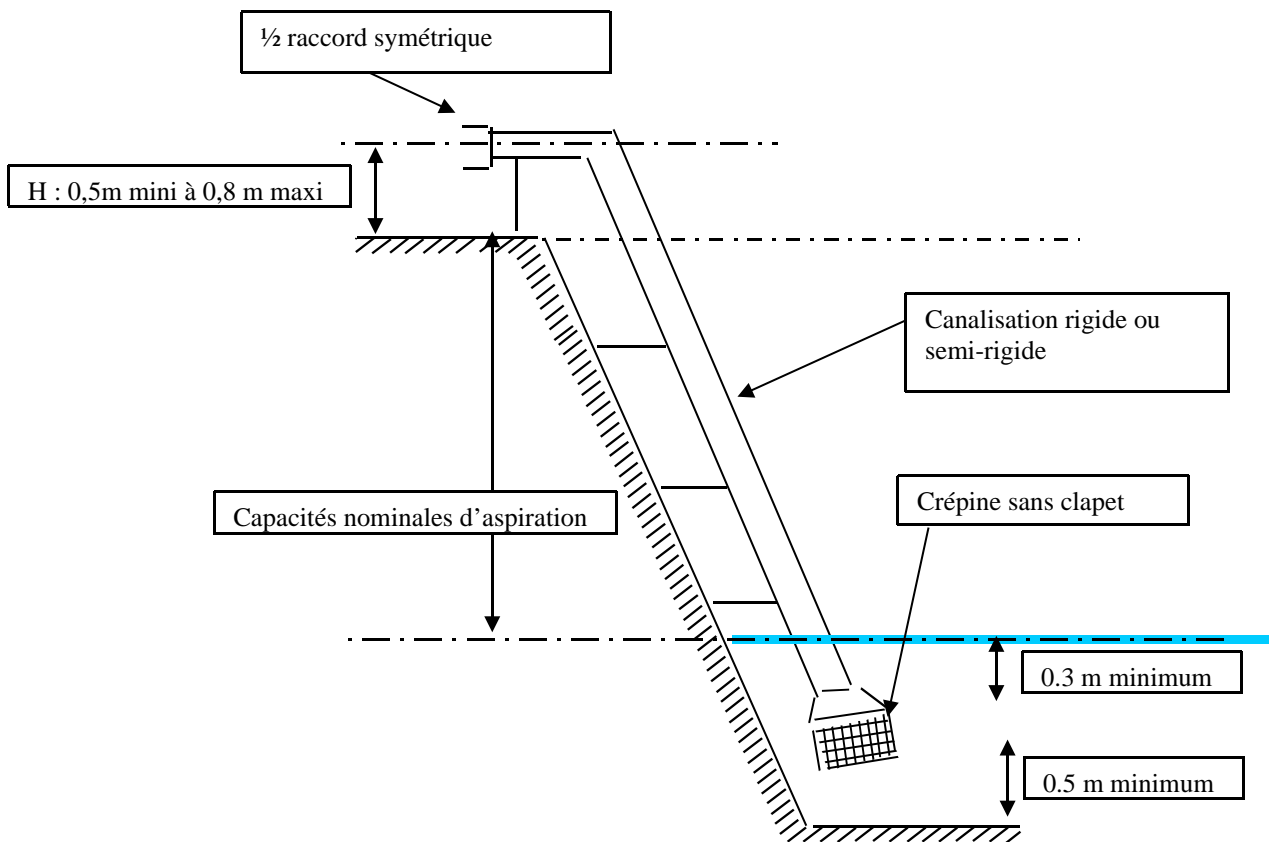 ½ raccord symétrique
H : 0,5m mini à 0,8 m maxi
Canalisation rigide ou
semi-rigide
Capacités nominales d'aspiration
Crépine sans clapet
0.3 m minimum
0.5 m minimum